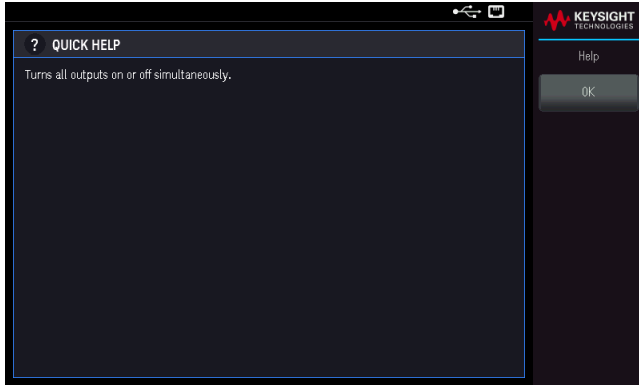 KEYSIGHT
TECHNOLOGIES
? QUICK HELP
Help
Turns all outputs on or off simultaneously.
OK